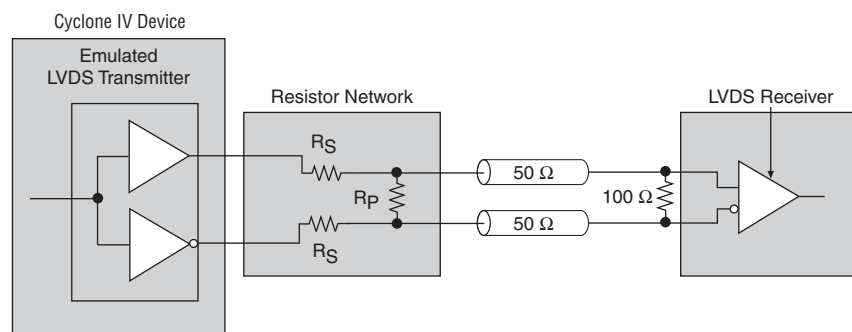 Cyclone IV Device
Emulated
LVDS Transmitter
Resistor Network
LVDS Receiver
RS
50 Ω
RP
100 Ω
50 Ω
RS